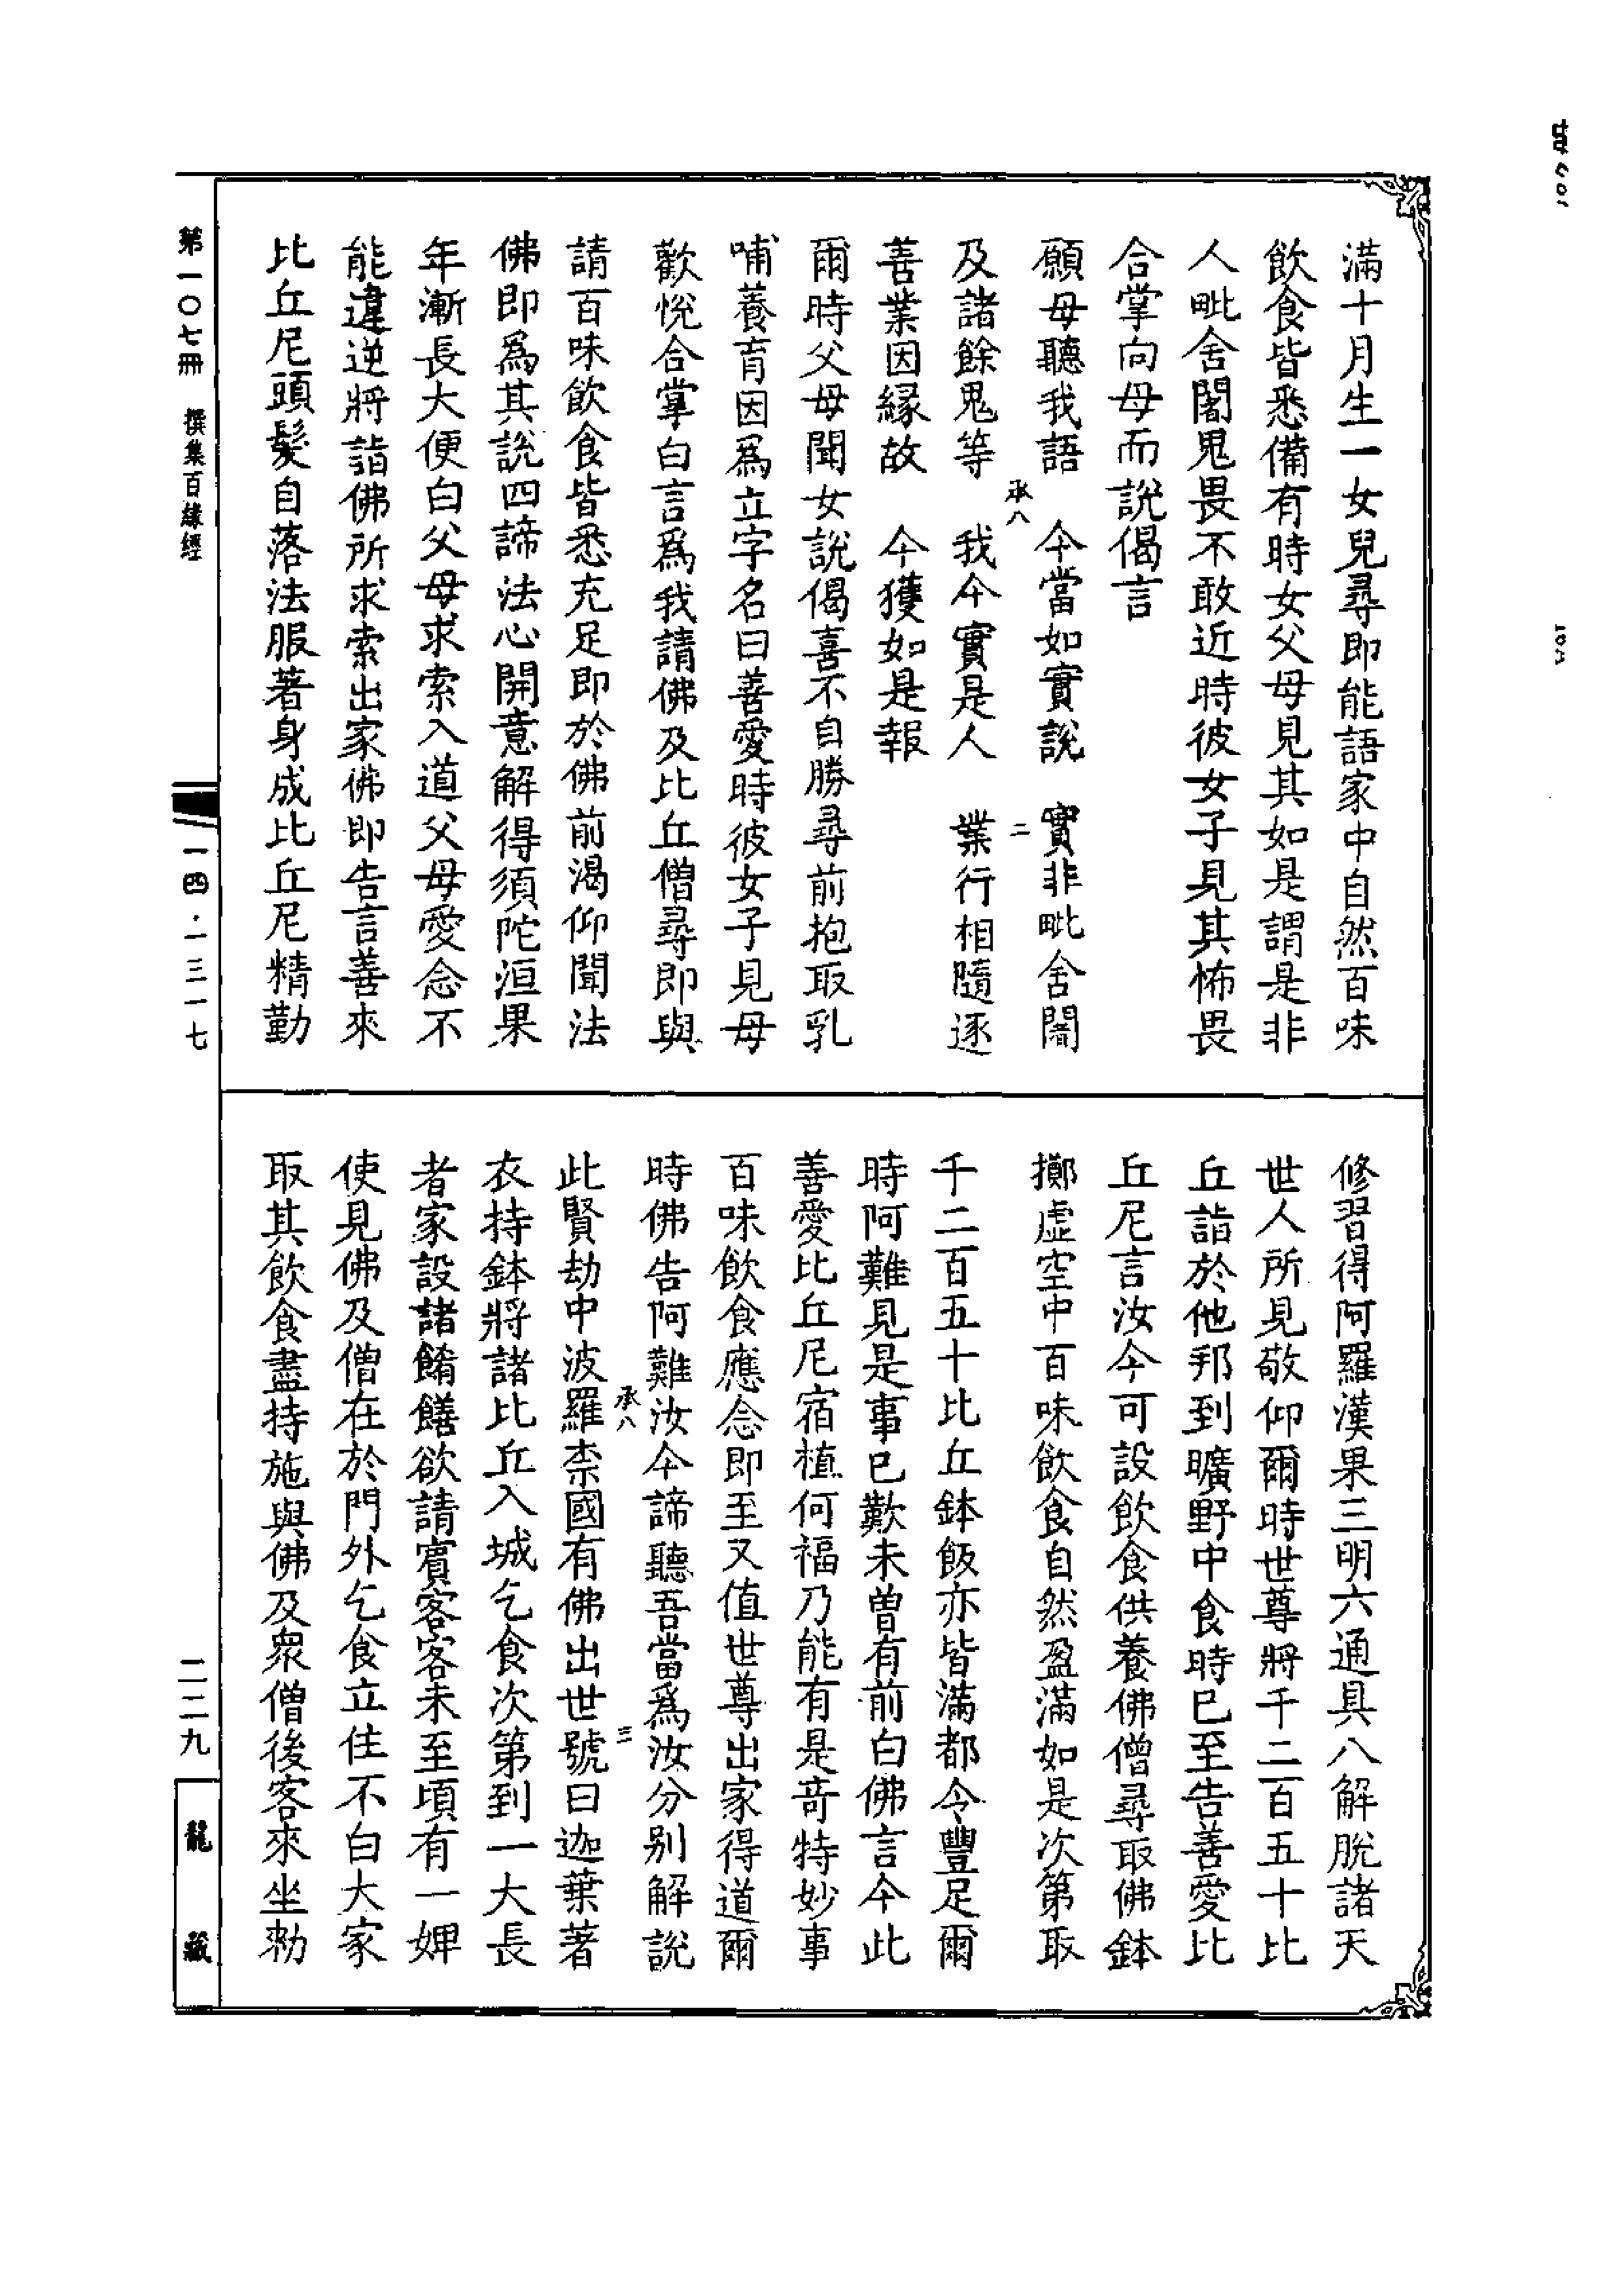 滿十月生一女兒尋即能語家中自然百味
飲食皆悉備有時女父母見其如是謂是非
人毗舍闍鬼畏不敢近時彼女子見其怖畏
合掌向母而說偈言
願母聽我語　今當如實說　實非毗舍闍
承八　二
及諸餘鬼等　我今實是人　業行相隨逐
善業因緣故　今獲如是報
爾時父母聞女說偈喜不自勝尋前抱取乳
哺養育因爲立字名曰善愛時彼女子見母
歡悅合掌白言爲我請佛及比丘僧尋即與
請百味飲食皆悉充足即於佛前渴仰聞法
佛即爲其說四諦法心開意解得須陀洹果
年漸長大便白父母求索入道父母愛念不
能違逆將詣佛所求索出家佛即告言善來
比丘尼頭髮自落法服著身成比丘尼精勤
修習得阿羅漢果三明六通具八解脫諸天
世人所見敬仰爾時世尊將千二百五十比
丘詣於他邦到曠野中食時已至告善愛比
丘尼言汝今可設飲食供養佛僧尋取佛鉢
擲虛空中百味飲食自然盈滿如是次第取
千二百五十比丘鉢飯亦皆滿都令豐足爾
時阿難見是事已歎未曾有前白佛言今此
善愛比丘尼宿植何福乃能有是奇特妙事
百味飲食應念即至又值世尊出家得道爾
時佛告阿難汝今諦聽吾當爲汝分別解說
承八　三
此賢劫中波羅柰國有佛出世號曰迦葉著
衣持鉢將諸比丘入城乞食次第到一大長
者家設諸餚饍欲請賓客客未至頃有一婢
使見佛及僧在於門外乞食立住不白大家
取其飲食盡持施與佛及衆僧後客來坐勑
第一〇七冊　撰集百緣經
一四·一三一七
二二九
龍藏